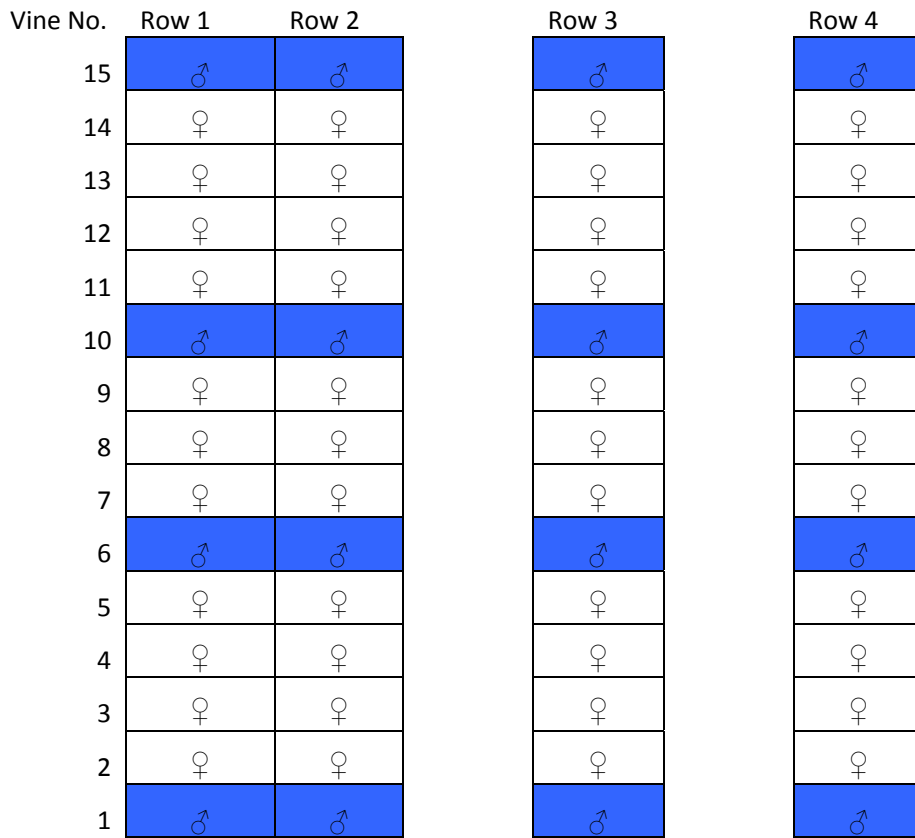 Vine No. Row 1 Row 2 Row 3 Row 4
15 ♂ ♂ ♂ ♂
14 ♀ ♀ ♀ ♀
13 ♀ ♀ ♀ ♀
12 ♀ ♀ ♀ ♀
11 ♀ ♀ ♀ ♀
10 ♂ ♂ ♂ ♂
9 ♀ ♀ ♀ ♀
8 ♀ ♀ ♀ ♀
7 ♀ ♀ ♀ ♀
6 ♂ ♂ ♂ ♂
5 ♀ ♀ ♀ ♀
4 ♀ ♀ ♀ ♀
3 ♀ ♀ ♀ ♀
2 ♀ ♀ ♀ ♀
1 ♂ ♂ ♂ ♂